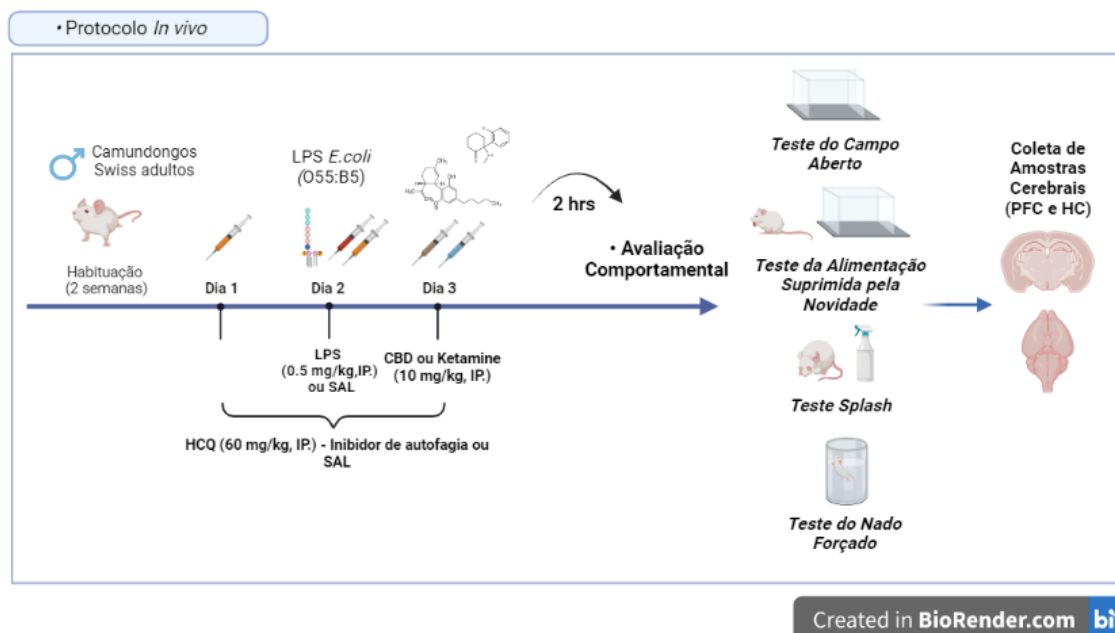 • Protocolo In vivo
Camundongos
Swiss adultos
Habituação
(2 semanas)
Dia 1
LPS E.coli
(O55:B5)
Dia 2
Dia 3
2 hrs
• Avaliação
Comportamental
LPS
(0.5 mg/kg,IP.)
ou SAL
CBD ou Ketamine
(10 mg/kg, IP.)
HCQ (60 mg/kg, IP.) - Inibidor de autofagia ou
SAL
Teste do Campo
Aberto
Teste da Alimentação
Suprimida pela
Novidade
Teste Splash
Teste do Nado
Forçado
Coleta de
Amostras
Cerebrais
(PFC e HC)
Created in BioRender.com bi